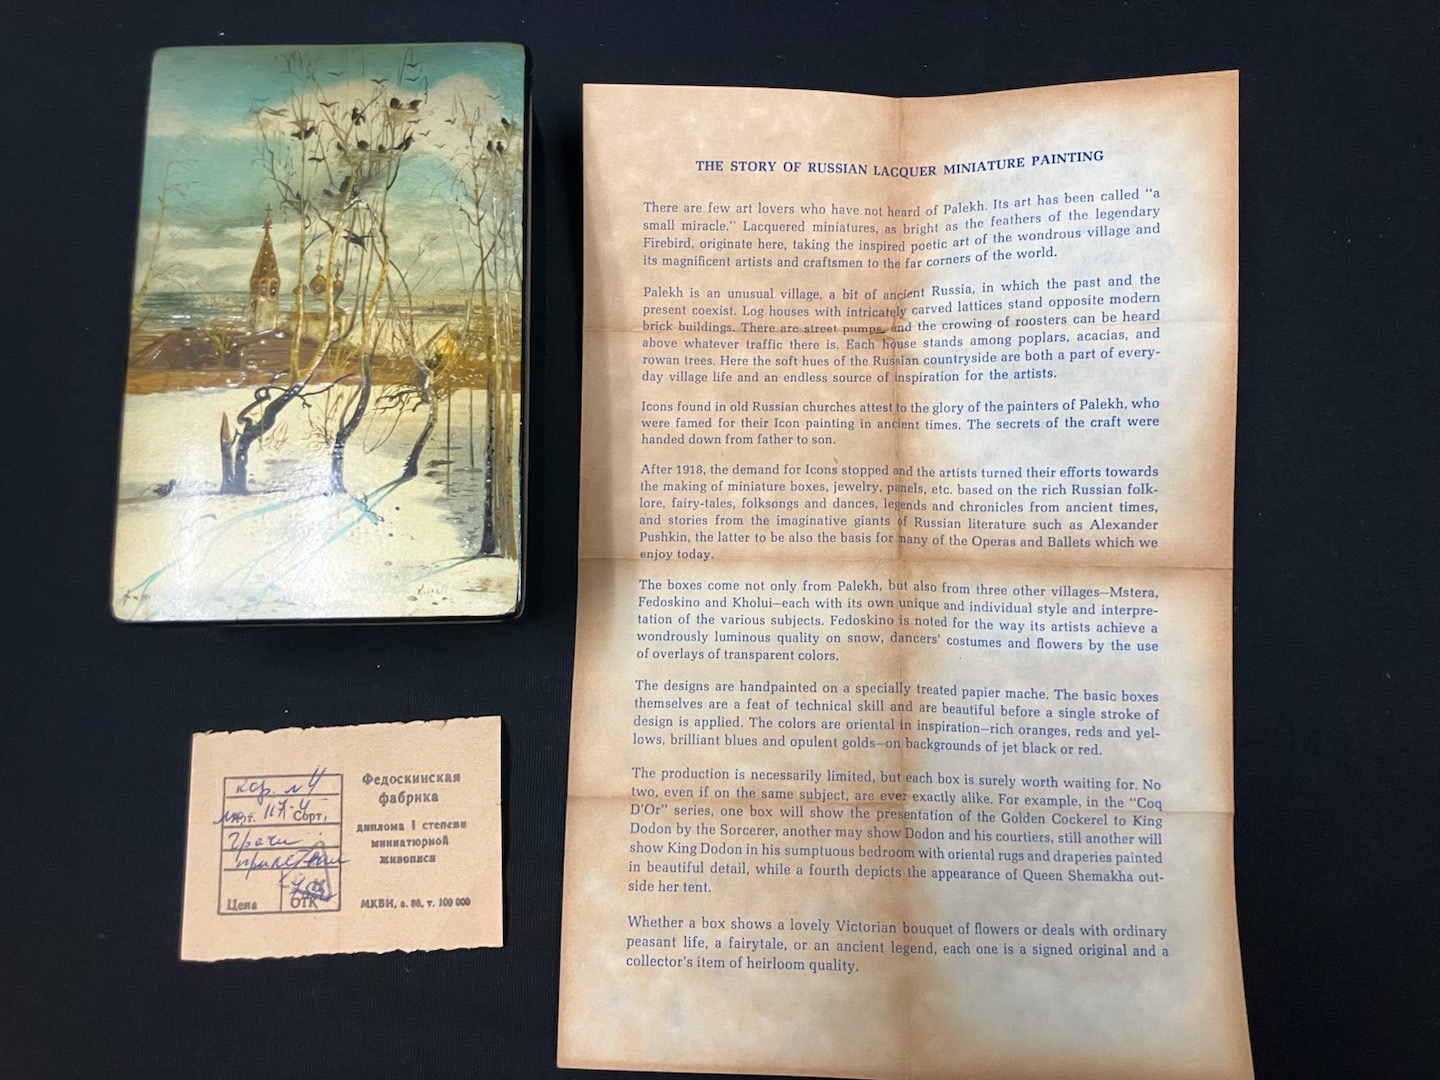 THE STORY OF RUSSIAN LACQUER MINIATURE PAINTING
There are few art lovers who have not heard of Palekh. Its art has been called "a
small miracle." Lacquered miniatures, as bright as the feathers of the legendary
Firebird, originate here, taking the inspired poetic art of the wondrous village and
its magnificent artists and craftsmen to the far corners of the world.
Palekh is an unusual village, a bit of ancient Russia, in which the past and the
present coexist. Log houses with intricately carved lattices stand opposite modern
brick buildings. There are street pumps, and the crowing of roosters can be heard
above whatever traffic there is. Each house stands among poplars, acacias, and
rowan trees. Here the soft hues of the Russian countryside are both a part of every-
day village life and an endless source of inspiration for the artists.
Icons found in old Russian churches attest to the glory of the painters of Palekh, who
were famed for their Icon painting in ancient times. The secrets of the craft were
handed down from father to son.
After 1918, the demand for Icons stopped and the artists turned their efforts towards
the making of miniature boxes, jewelry, panels, etc. based on the rich Russian folk-
lore, fairy-tales, folksongs and dances, legends and chronicles from ancient times,
and stories from the imaginative giants of Russian literature such as Alexander
Pushkin, the latter to be also the basis for many of the Operas and Ballets which we
enjoy today.
The boxes come not only from Palekh, but also from three other villages—Mstera,
Fedoskino and Kholui—each with its own unique and individual style and interpre-
tation of the various subjects. Fedoskino is noted for the way its artists achieve a
wondrously luminous quality on snow, dancers' costumes and flowers by the use
of overlays of transparent colors.
The designs are handpainted on a specially treated papier mache. The basic boxes
themselves are a feat of technical skill and are beautiful before a single stroke of
design is applied. The colors are oriental in inspiration—rich oranges, reds and yel-
lows, brilliant blues and opulent golds—on backgrounds of jet black or red.
The production is necessarily limited, but each box is surely worth waiting for. No
two, even if on the same subject, are ever exactly alike. For example, in the "Coq
D'Or" series, one box will show the presentation of the Golden Cockerel to King
Dodon by the Sorcerer, another may show Dodon and his courtiers, still another will
show King Dodon in his sumptuous bedroom with oriental rugs and draperies painted
in beautiful detail, while a fourth depicts the appearance of Queen Shemakha out-
side her tent.
Whether a box shows a lovely Victorian bouquet of flowers or deals with ordinary
peasant life, a fairytale, or an ancient legend, each one is a signed original and a
collector's item of heirloom quality.
кор. № 4
Сорт,
Грачи
прилетели
Цена ОТК
Федоскинская
фабрика
диплома I степени
миниатюрной
живописи
МКВИ, з. 86, т. 100 000